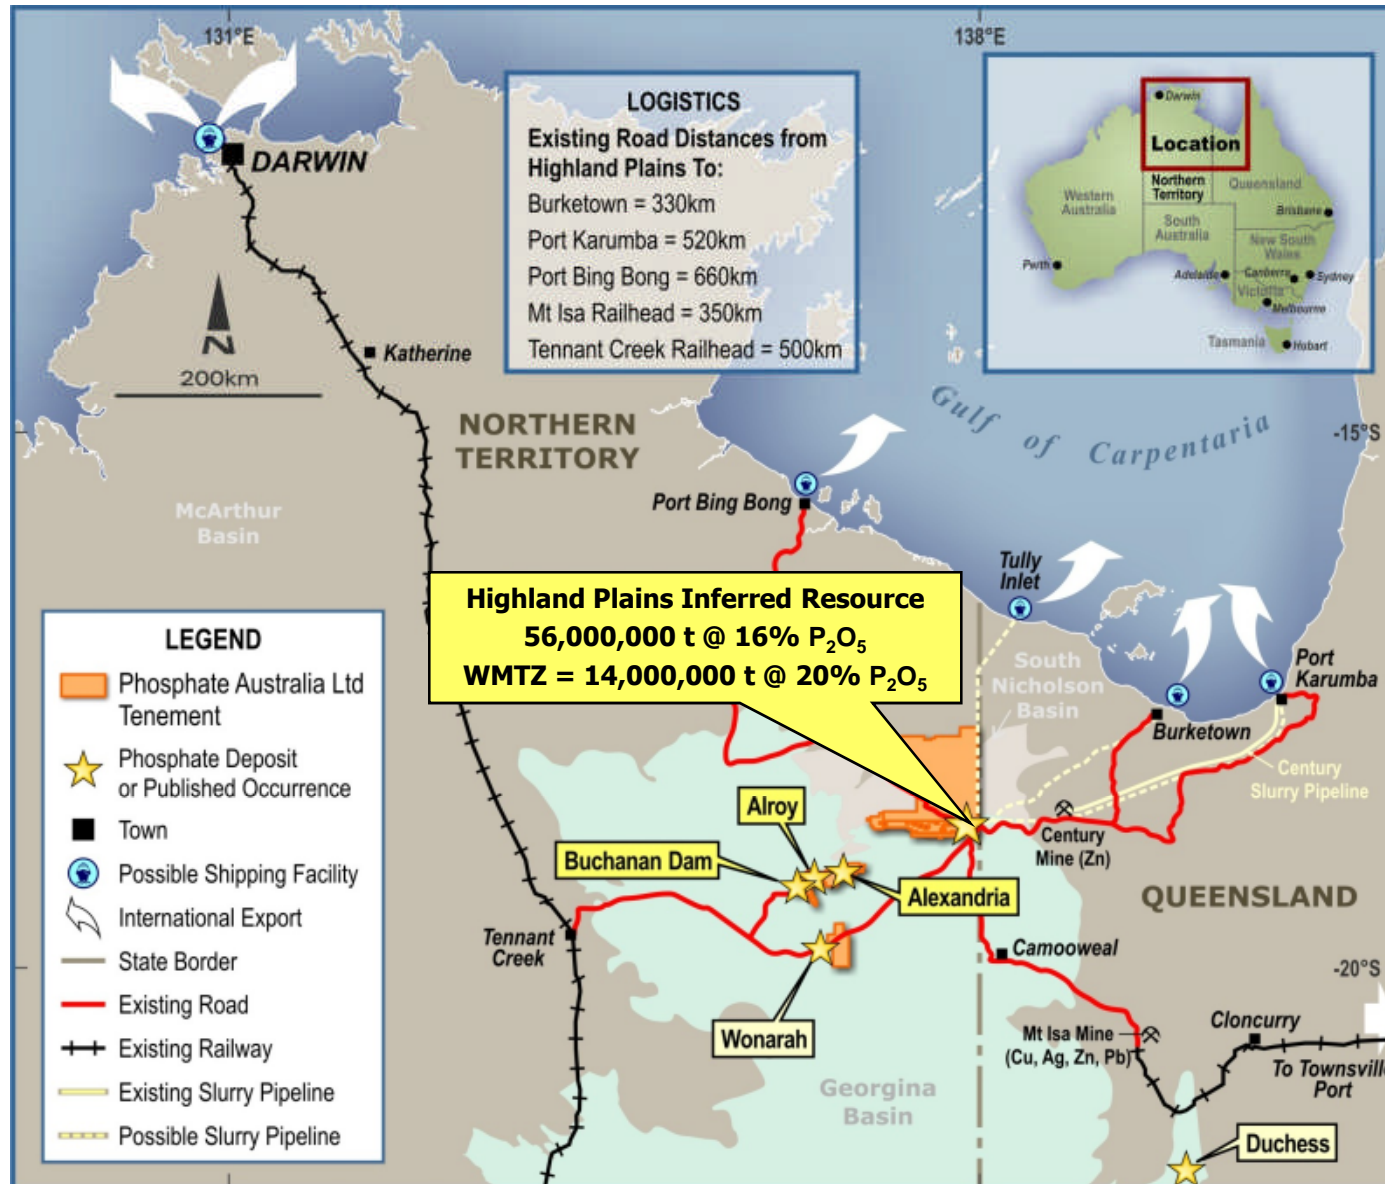 131°E
138°E
DARWIN
LOGISTICS
Existing Road Distances from
Highland Plains To:
Burketown = 330km
Port Karumba = 520km
Port Bing Bong = 660km
Mt Isa Railhead = 350km
Tennant Creek Railhead = 500km
Darwin
Location
Northern
Territory
Western
Australia
Queensland
South
Australia
Brisbane
New South
Wales
Perth
Adelaide
Canberra
Sydney
Victoria
Melbourne
Tasmania
Hobart
N
200km
Katherine
NORTHERN
TERRITORY
Gulf of Carpentaria
-15°S
McArthur
Basin
Port Bing Bong
Tully
Inlet
Highland Plains Inferred Resource
56,000,000 t @ 16% P₂O₅
WMTZ = 14,000,000 t @ 20% P₂O₅
South
Nicholson
Basin
Port
Karumba
Burketown
Century
Slurry Pipeline
LEGEND
Phosphate Australia Ltd
Tenement
Phosphate Deposit
or Published Occurrence
Town
Possible Shipping Facility
International Export
State Border
Existing Road
Existing Railway
Existing Slurry Pipeline
Possible Slurry Pipeline
Alroy
Buchanan Dam
Alexandria
Century
Mine (Zn)
QUEENSLAND
Tennant
Creek
Camooweal
-20°S
Wonarah
Mt Isa Mine
(Cu, Ag, Zn, Pb)
Cloncurry
To Townsville
Port
Georgina
Basin
Duchess